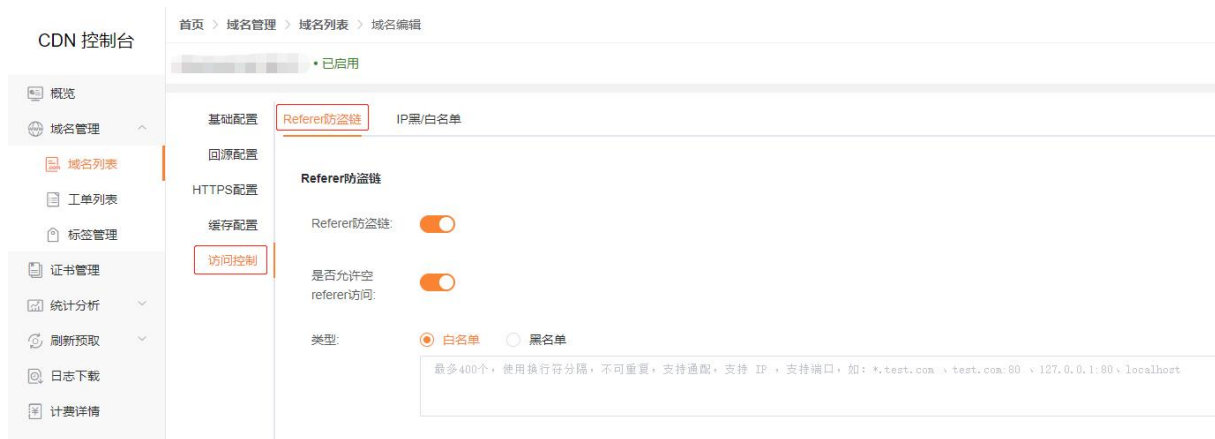 CDN 控制台
首页 > 域名管理 > 域名列表 > 域名编辑
• 已启用
概览
域名管理
域名列表
工单列表
标签管理
证书管理
统计分析
刷新预取
日志下载
计费详情
基础配置
回源配置
HTTPS配置
缓存配置
访问控制
Referer防盗链 IP黑/白名单
Referer防盗链
Referer防盗链:
是否允许空
referer访问:
类型: 白名单 黑名单
最多400个，使用换行符分隔，不可重复，支持通配，支持 IP ，支持端口，如：*.test.com 、test.com:80 、127.0.0.1:80、localhost